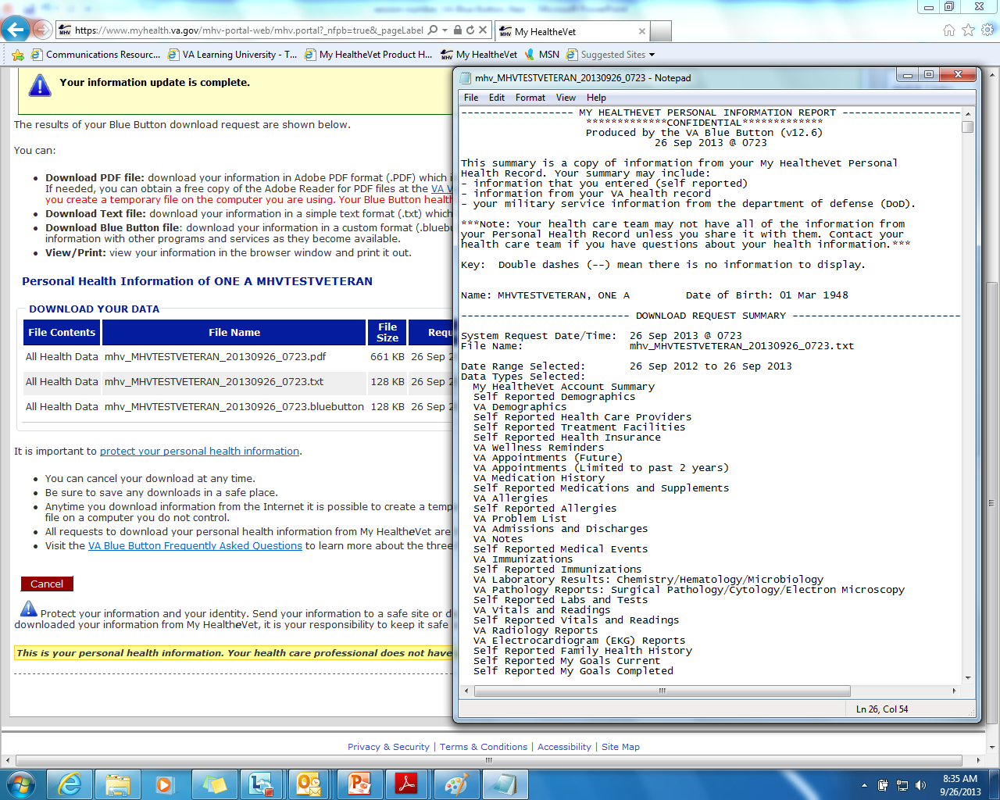 https://www.myhealth.va.gov/mhv-portal-web/mhv.portal?_nfpb=true&_pageLabel
My HealtheVet
Communications Resourc...
VA Learning University - T...
My HealtheVet Product H...
My HealtheVet
MSN
Suggested Sites
Your information update is complete.
The results of your Blue Button download request are shown below.
You can:
Download PDF file: download your information in Adobe PDF format (.PDF) which
If needed, you can obtain a free copy of the Adobe Reader for PDF files at the VA
you create a temporary file on the computer you are using. Your Blue Button
Download Text file: download your information in a simple text format (.txt) which
Download Blue Button file: download your information in a custom format
information with other programs and services as they become available.
View/Print: view your information in the browser window and print it out.
Personal Health Information of ONE A MHVTESTVETERAN
DOWNLOAD YOUR DATA
File Contents File Name File Size Requ
All Health Data mhv_MHVTESTVETERAN_20130926_0723.pdf 661 KB 26 Sep 2
All Health Data mhv_MHVTESTVETERAN_20130926_0723.txt 128 KB 26 Sep 2
All Health Data mhv_MHVTESTVETERAN_20130926_0723.bluebutton 128 KB 26 Sep 2
It is important to protect your personal health information.
You can cancel your download at any time.
Be sure to save any downloads in a safe place.
Anytime you download information from the Internet it is possible to create a temp
file on a computer you do not control.
All requests to download your personal health information from My HealtheVet are
Visit the VA Blue Button Frequently Asked Questions to learn more about the three
Cancel
Protect your information and your identity. Send your information to a safe site or d
downloaded your information from My HealtheVet, it is your responsibility to keep it safe
This is your personal health information. Your health care professional does not have
Privacy & Security | Terms & Conditions | Accessibility | Site Map
mhv_MHVTESTVETERAN_20130926_0723 - Notepad
File Edit Format View Help
------------------ MY HEALTHEVET PERSONAL INFORMATION REPORT -------------------
*************CONFIDENTIAL*************
Produced by the VA Blue Button (v12.6)
26 Sep 2013 @ 0723
This summary is a copy of information from your My HealtheVet Personal
Health Record. Your summary may include:
- information that you entered (self reported)
- information from your VA health record
- your military service information from the department of defense (DoD).
***Note: Your health care team may not have all of the information from
your Personal Health Record unless you share it with them. Contact your
health care team if you have questions about your health information.***
Key: Double dashes (--) mean there is no information to display.
Name: MHVTESTVETERAN, ONE A Date of Birth: 01 Mar 1948
--------------------------- DOWNLOAD REQUEST SUMMARY ---------------------------
System Request Date/Time: 26 Sep 2013 @ 0723
File Name: mhv_MHVTESTVETERAN_20130926_0723.txt
Date Range Selected: 26 Sep 2012 to 26 Sep 2013
Data Types Selected:
My HealtheVet Account Summary
Self Reported Demographics
VA Demographics
Self Reported Health Care Providers
Self Reported Treatment Facilities
Self Reported Health Insurance
VA Wellness Reminders
VA Appointments (Future)
VA Appointments (Limited to past 2 years)
VA Medication History
Self Reported Medications and Supplements
VA Allergies
Self Reported Allergies
VA Problem List
VA Admissions and Discharges
VA Notes
Self Reported Medical Events
VA Immunizations
Self Reported Immunizations
VA Laboratory Results: Chemistry/Hematology/Microbiology
VA Pathology Reports: Surgical Pathology/Cytology/Electron Microscopy
Self Reported Labs and Tests
VA Vitals and Readings
Self Reported Vitals and Readings
VA Radiology Reports
VA Electrocardiogram (EKG) Reports
Self Reported Family Health History
Self Reported My Goals Current
Self Reported My Goals Completed
Ln 26, Col 54
8:35 AM
9/26/2013